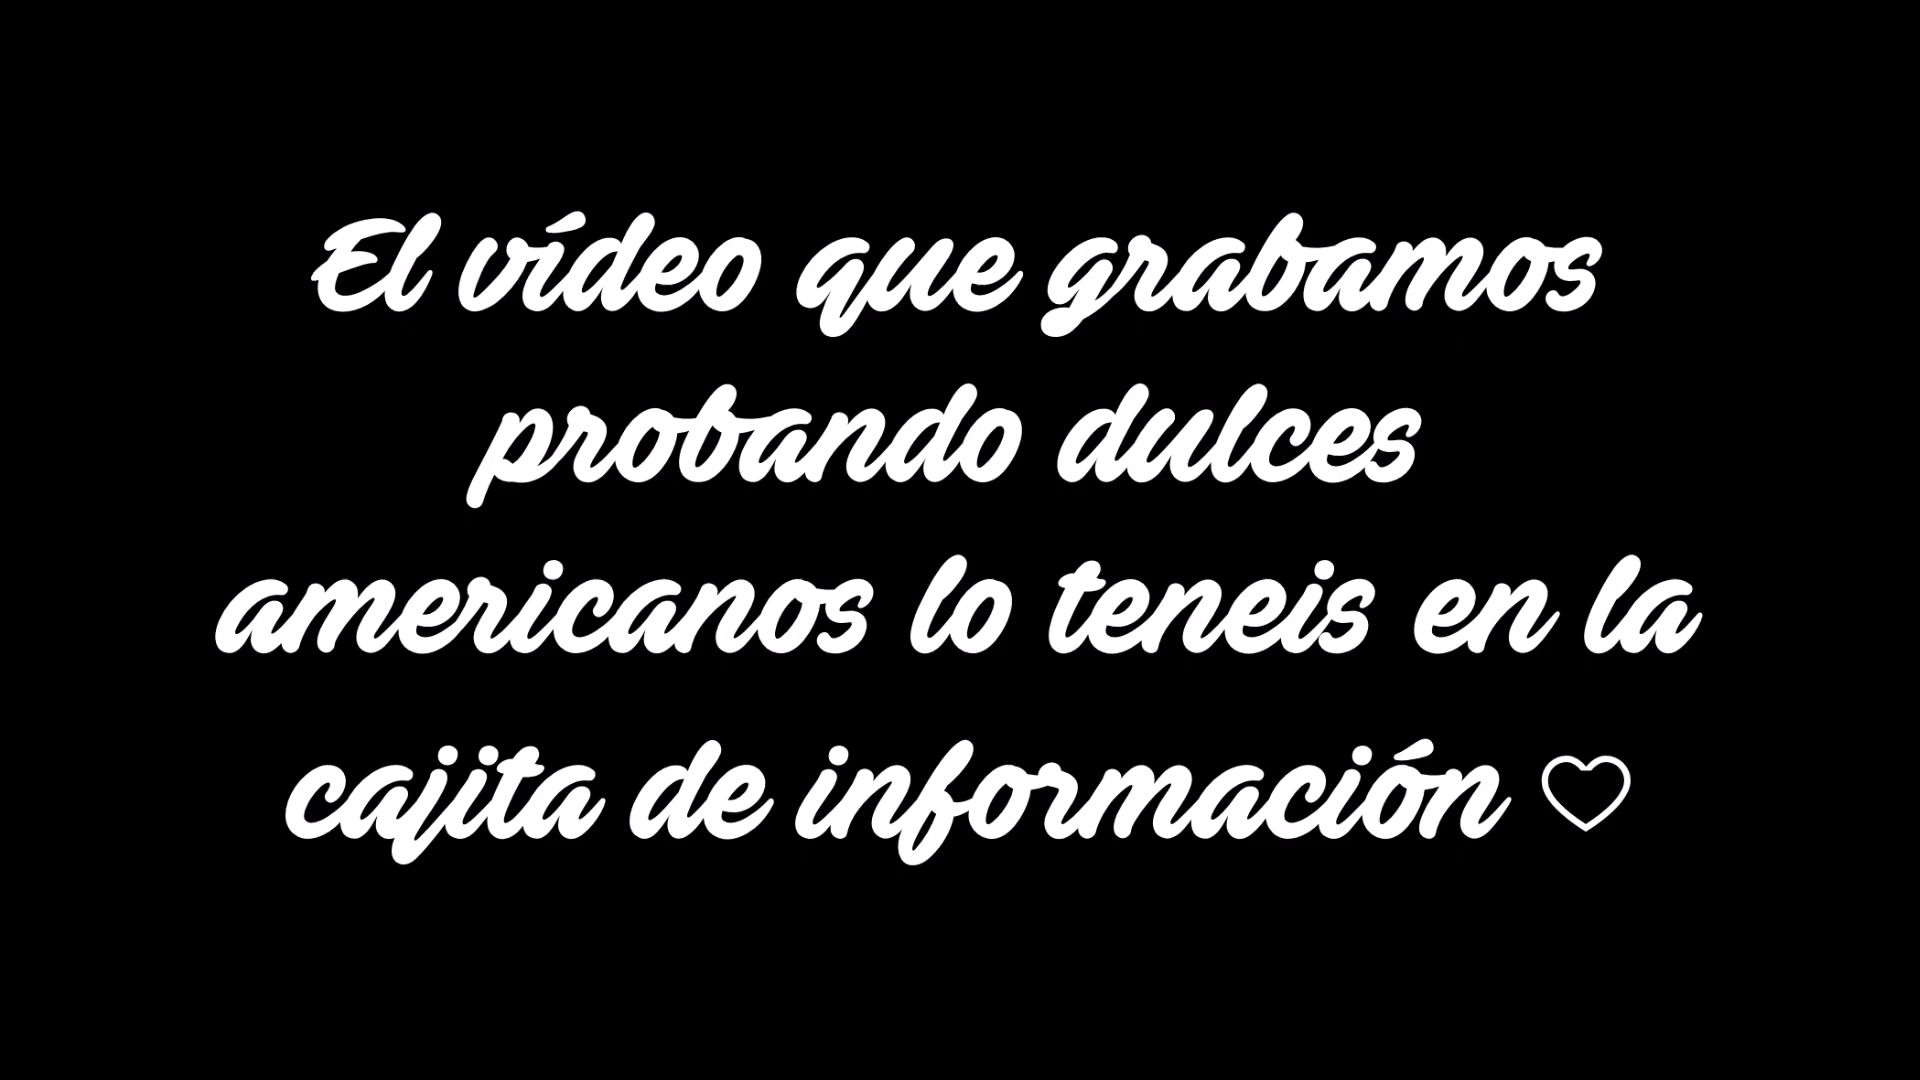 El vídeo que grabamos
probando dulces
americanos lo teneis en la
cajita de información ♡